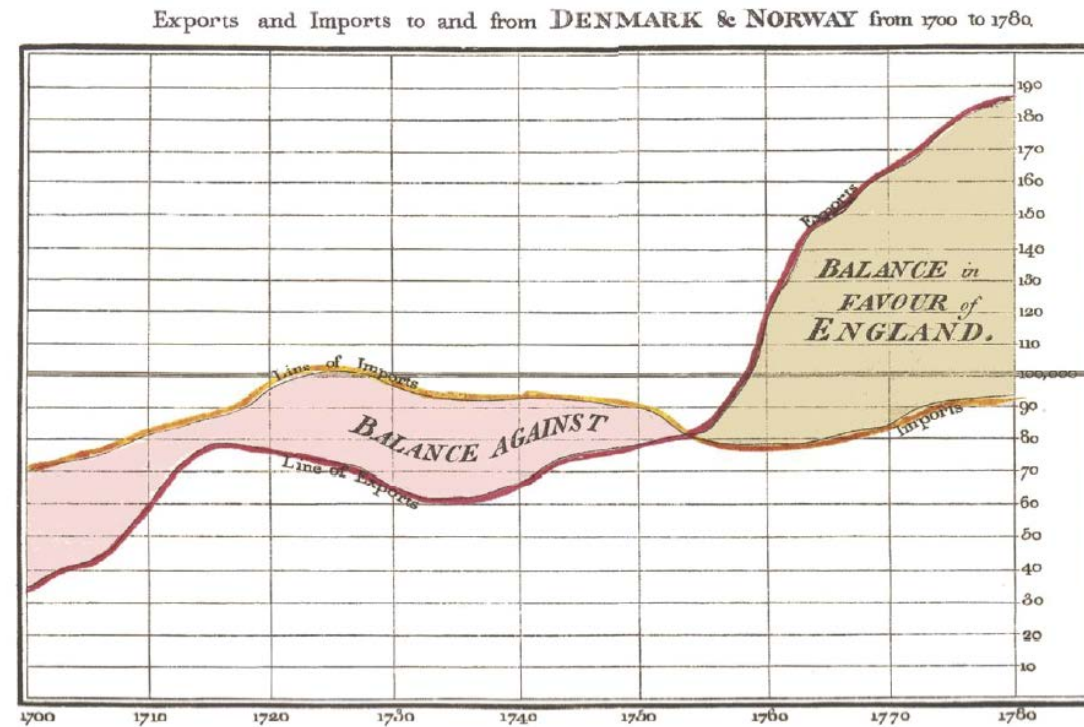 Exports and Imports to and from DENMARK & NORWAY from 1700 to 1780.
190
180
170
160
150
140
130
120
110
100,000
90
80
70
60
50
40
30
20
10
Exports
BALANCE in
FAVOUR of
ENGLAND.
Line of Imports
Imports
BALANCE AGAINST
Line of Exports
1700 1710 1720 1730 1740 1750 1760 1770 1780